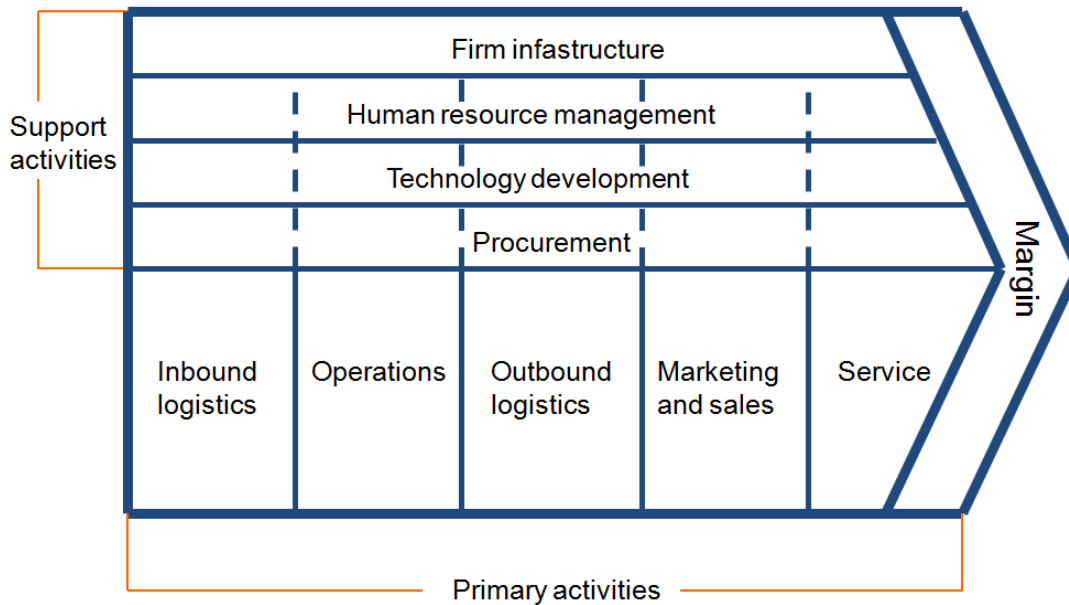 Firm infastructure
Support
activities
Human resource management
Technology development
Procurement
Margin
Inbound
logistics
Operations
Outbound
logistics
Marketing
and sales
Service
Primary activities